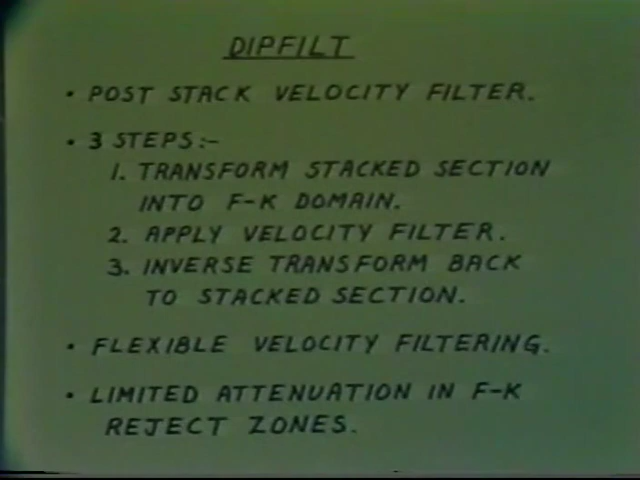 DIPFILT
• POST STACK VELOCITY FILTER.
• 3 STEPS:-
1. TRANSFORM STACKED SECTION
INTO F-K DOMAIN.
2. APPLY VELOCITY FILTER.
3. INVERSE TRANSFORM BACK
TO STACKED SECTION.
• FLEXIBLE VELOCITY FILTERING.
• LIMITED ATTENUATION IN F-K
REJECT ZONES.